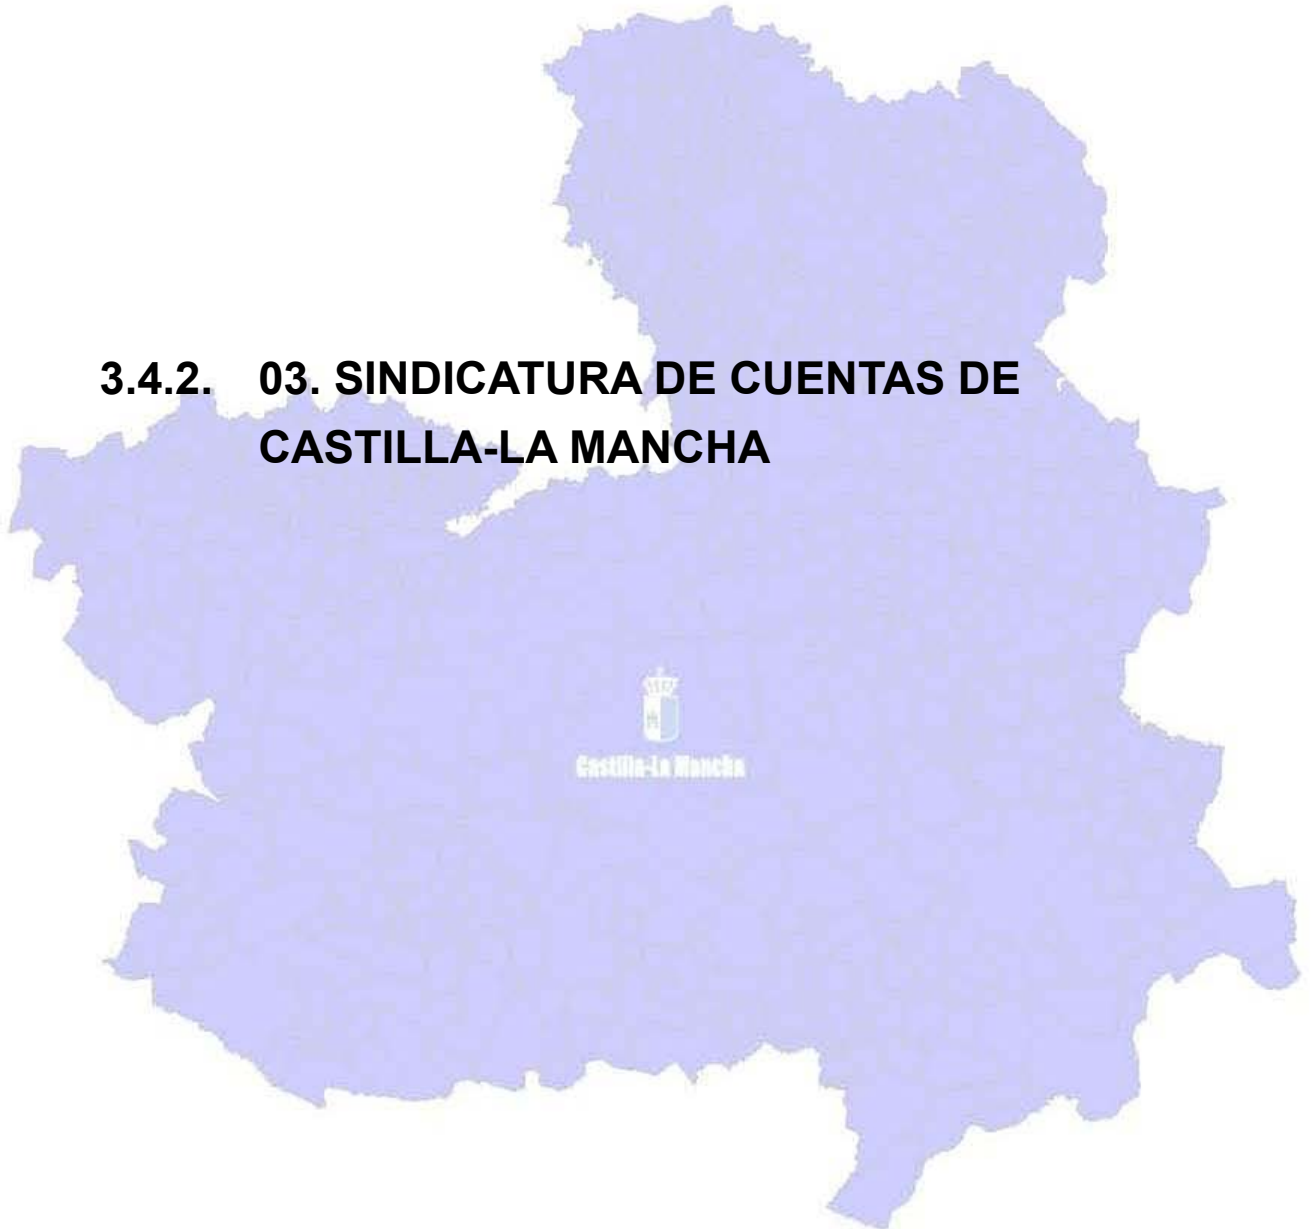 3.4.2. 03. SINDICATURA DE CUENTAS DE
CASTILLA-LA MANCHA
Castilla-La Mancha